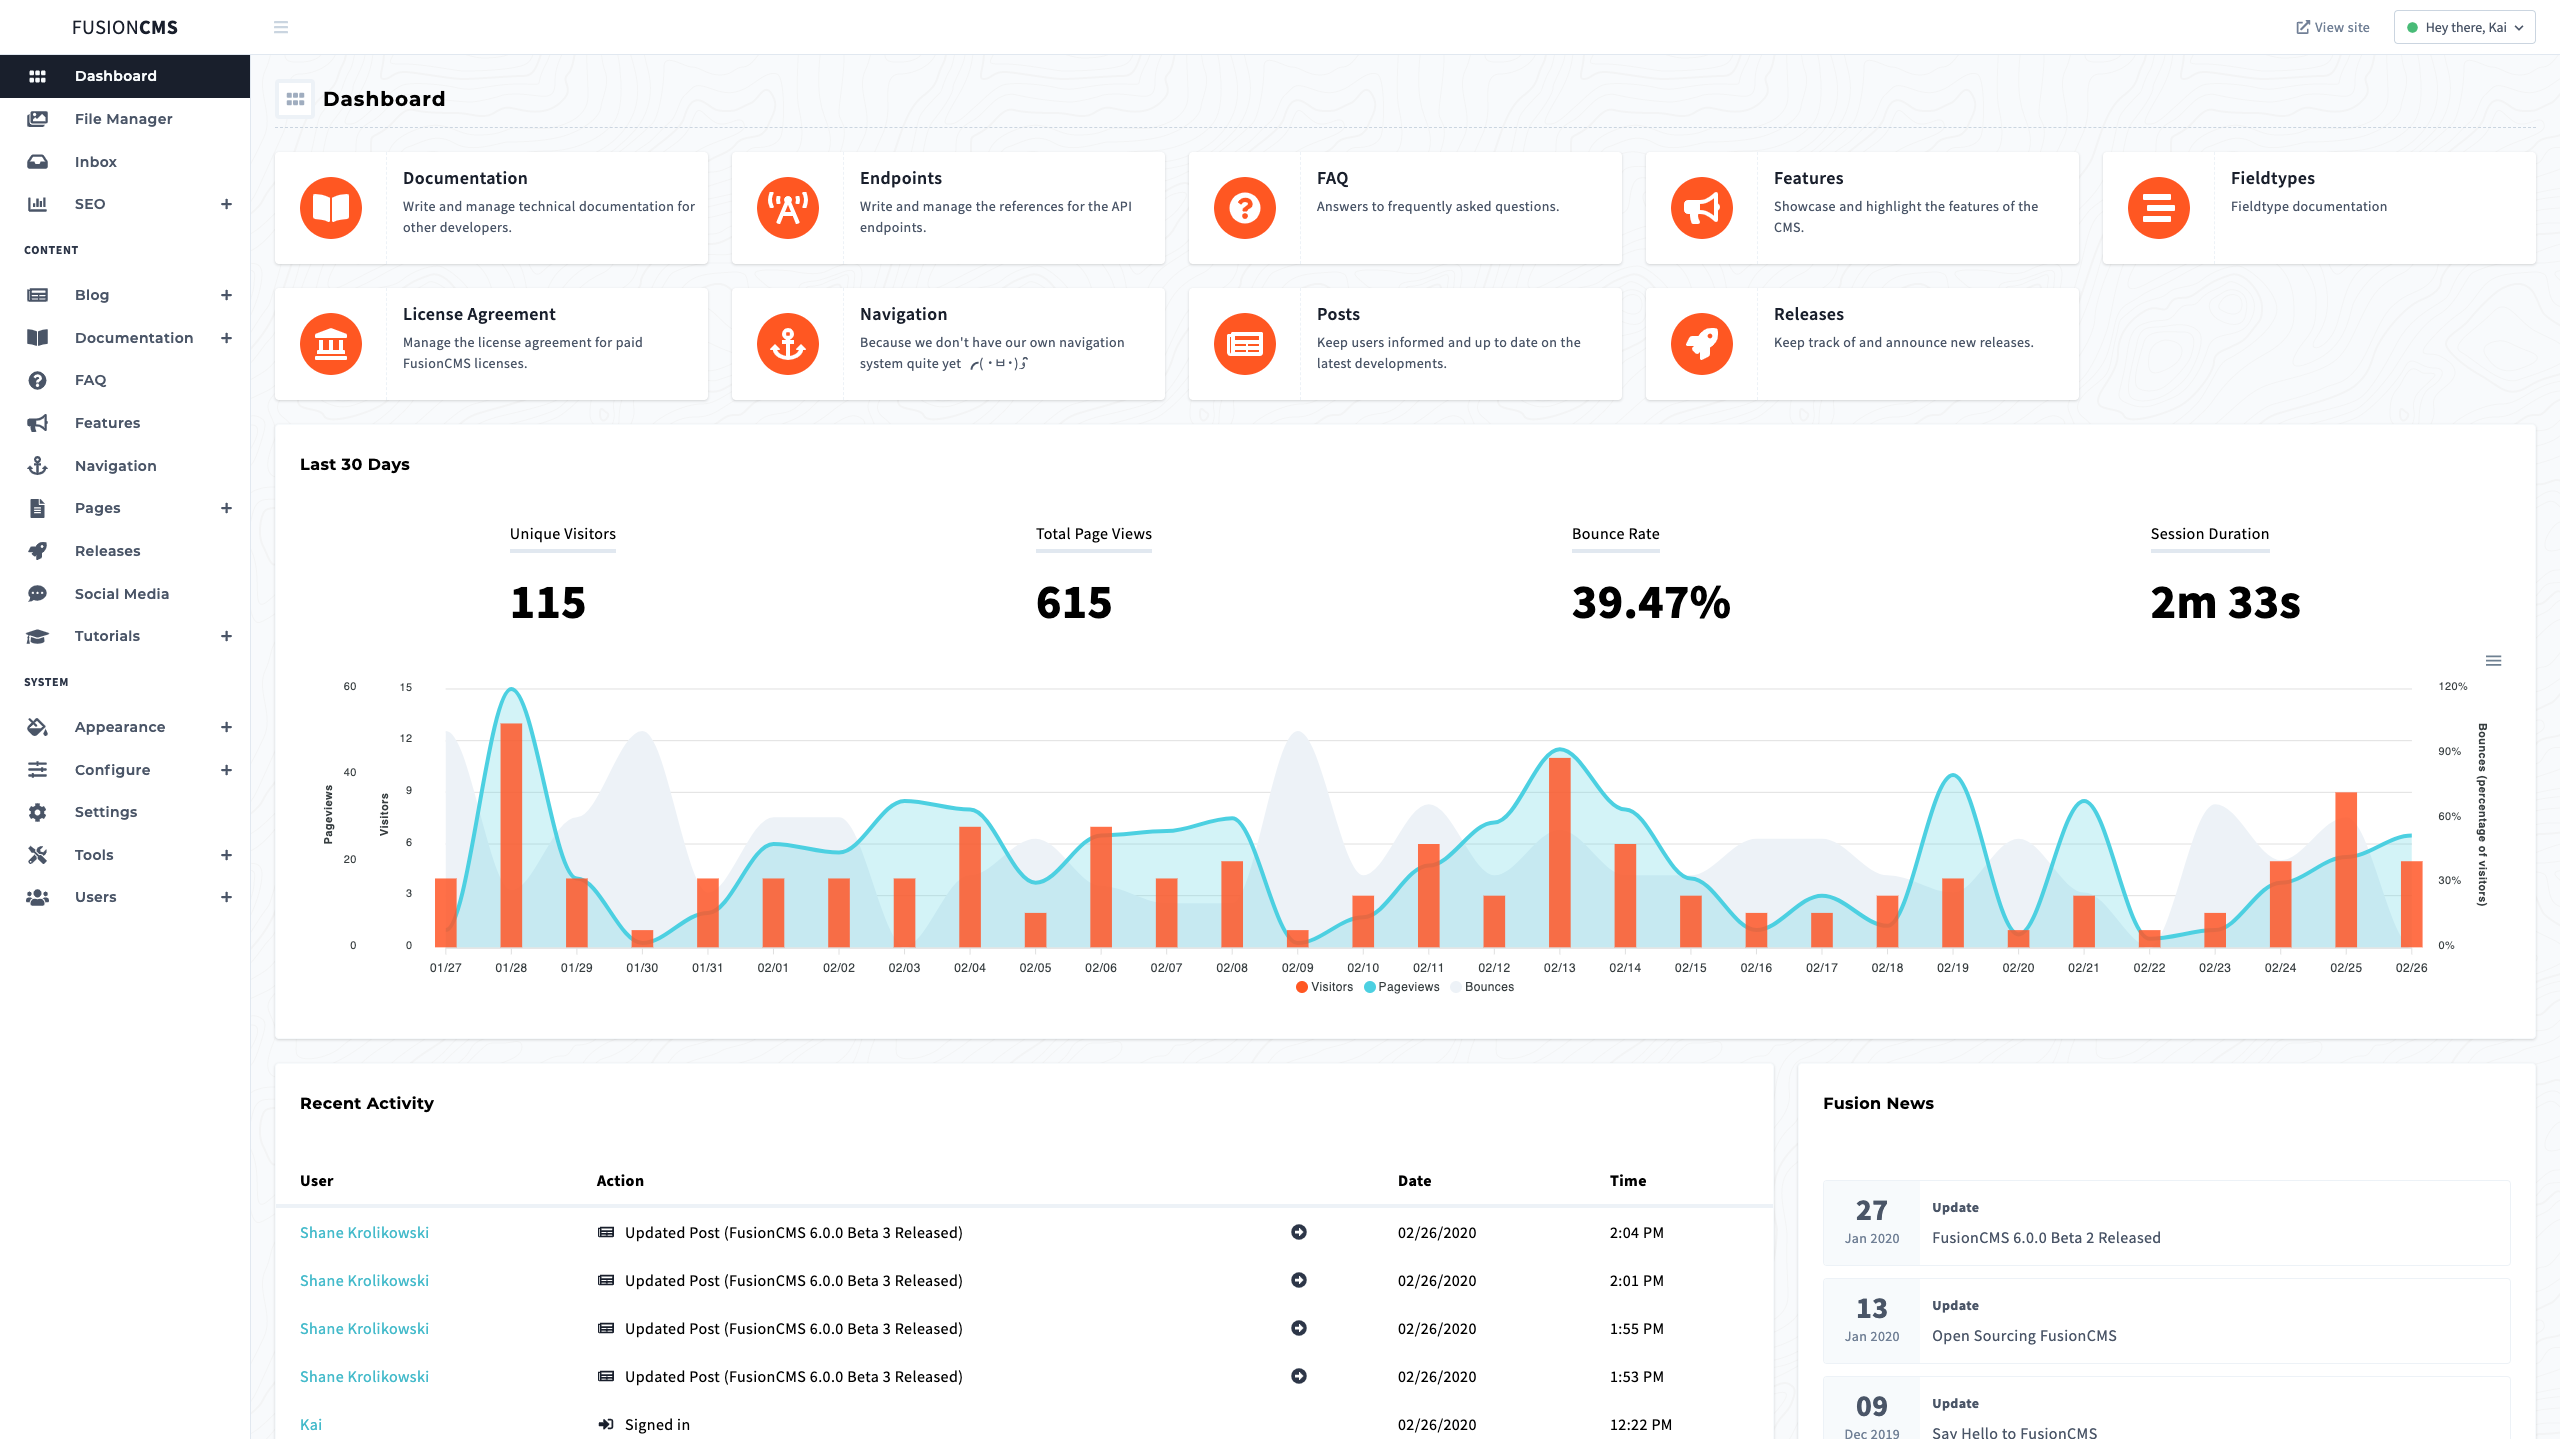 FUSIONCMS
View site
Hey there, Kai
Dashboard
File Manager
Inbox
SEO
CONTENT
Blog
Documentation
FAQ
Features
Navigation
Pages
Releases
Social Media
Tutorials
SYSTEM
Appearance
Configure
Settings
Tools
Users
Dashboard
Documentation
Write and manage technical documentation for
other developers.
Endpoints
Write and manage the references for the API
endpoints.
FAQ
Answers to frequently asked questions.
Features
Showcase and highlight the features of the
CMS.
Fieldtypes
Fieldtype documentation
License Agreement
Manage the license agreement for paid
FusionCMS licenses.
Navigation
Because we don't have our own navigation
system quite yet
Posts
Keep users informed and up to date on the
latest developments.
Releases
Keep track of and announce new releases.
Last 30 Days
Unique Visitors
115
Total Page Views
615
Bounce Rate
39.47%
Session Duration
2m 33s
Pageviews
60
40
20
0
Visitors
15
12
9
6
3
0
120%
90%
60%
30%
0%
Bounces (percentage of visitors)
01/27 01/28 01/29 01/30 01/31 02/01 02/02 02/03 02/04 02/05 02/06 02/07 02/08 02/09 02/10 02/11 02/12 02/13 02/14 02/15 02/16 02/17 02/18 02/19 02/20 02/21 02/22 02/23 02/24 02/25 02/26
Visitors Pageviews Bounces
Recent Activity
User Action Date Time
Shane Krolikowski Updated Post (FusionCMS 6.0.0 Beta 3 Released) 02/26/2020 2:04 PM
Shane Krolikowski Updated Post (FusionCMS 6.0.0 Beta 3 Released) 02/26/2020 2:01 PM
Shane Krolikowski Updated Post (FusionCMS 6.0.0 Beta 3 Released) 02/26/2020 1:55 PM
Shane Krolikowski Updated Post (FusionCMS 6.0.0 Beta 3 Released) 02/26/2020 1:53 PM
Kai Signed in 02/26/2020 12:22 PM
Fusion News
27
Jan 2020
Update
FusionCMS 6.0.0 Beta 2 Released
13
Jan 2020
Update
Open Sourcing FusionCMS
09
Dec 2019
Update
Say Hello to FusionCMS